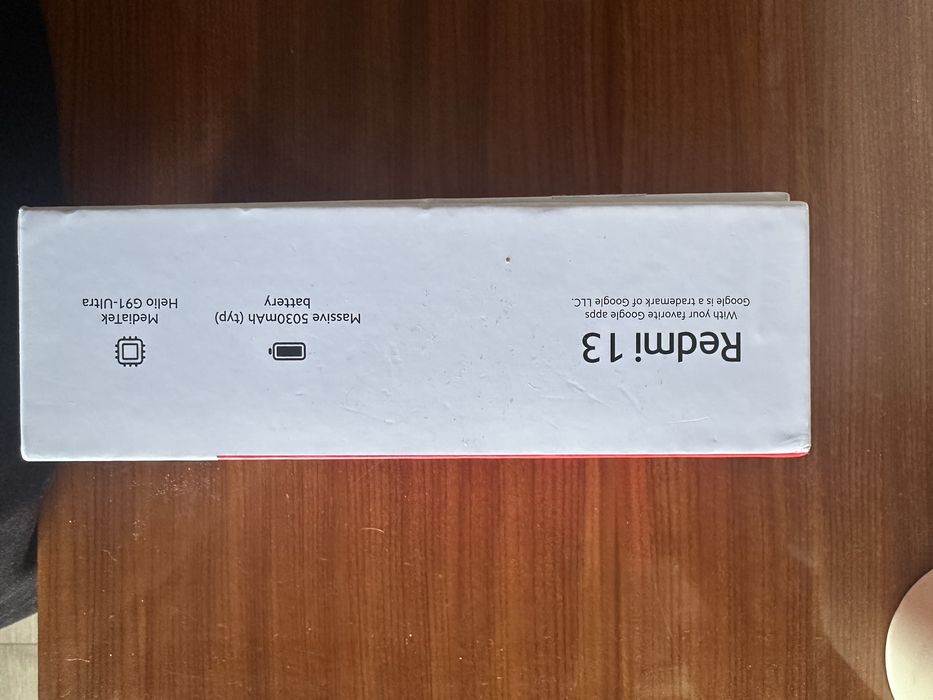 Redmi 13
With your favorite Google apps
Google is a trademark of Google LLC.
Massive 5030mAh (typ)
battery
MediaTek
Helio G91-Ultra